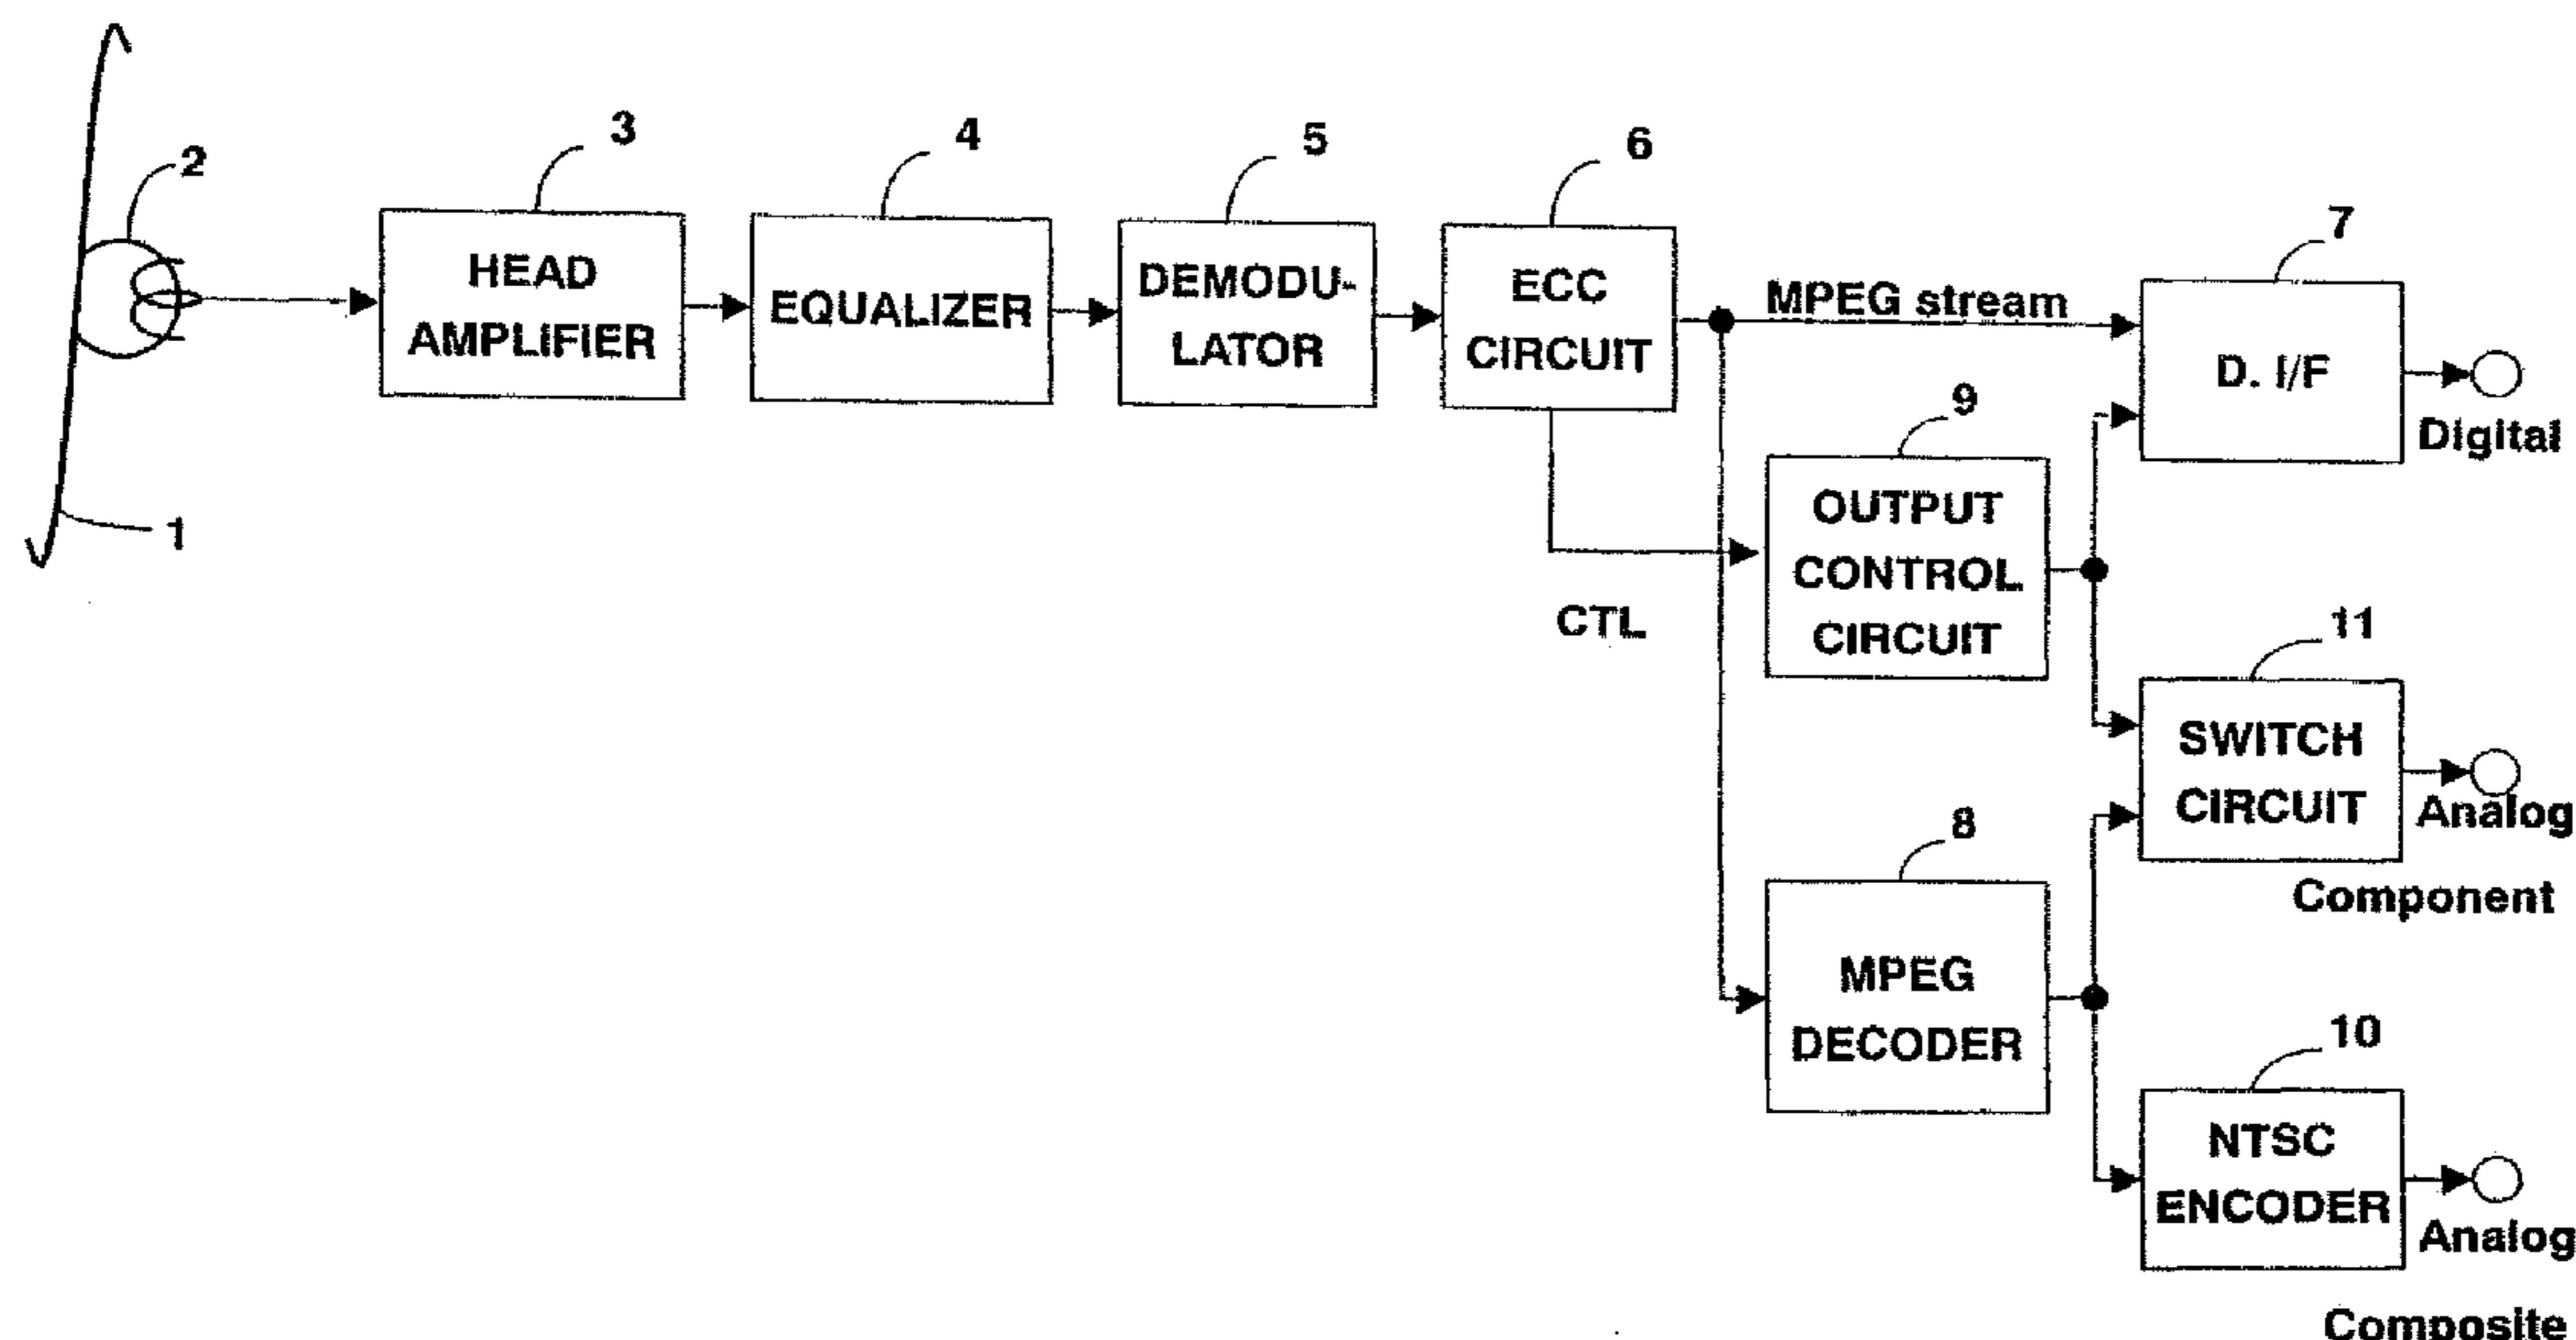 2
3
4
5
6
7
HEAD
AMPLIFIER
EQUALIZER
DEMODU-
LATOR
ECC
CIRCUIT
MPEG stream
D. I/F
Digital
1
CTL
9
OUTPUT
CONTROL
CIRCUIT
11
SWITCH
CIRCUIT
Analog
Component
8
MPEG
DECODER
10
NTSC
ENCODER
Analog
Composite